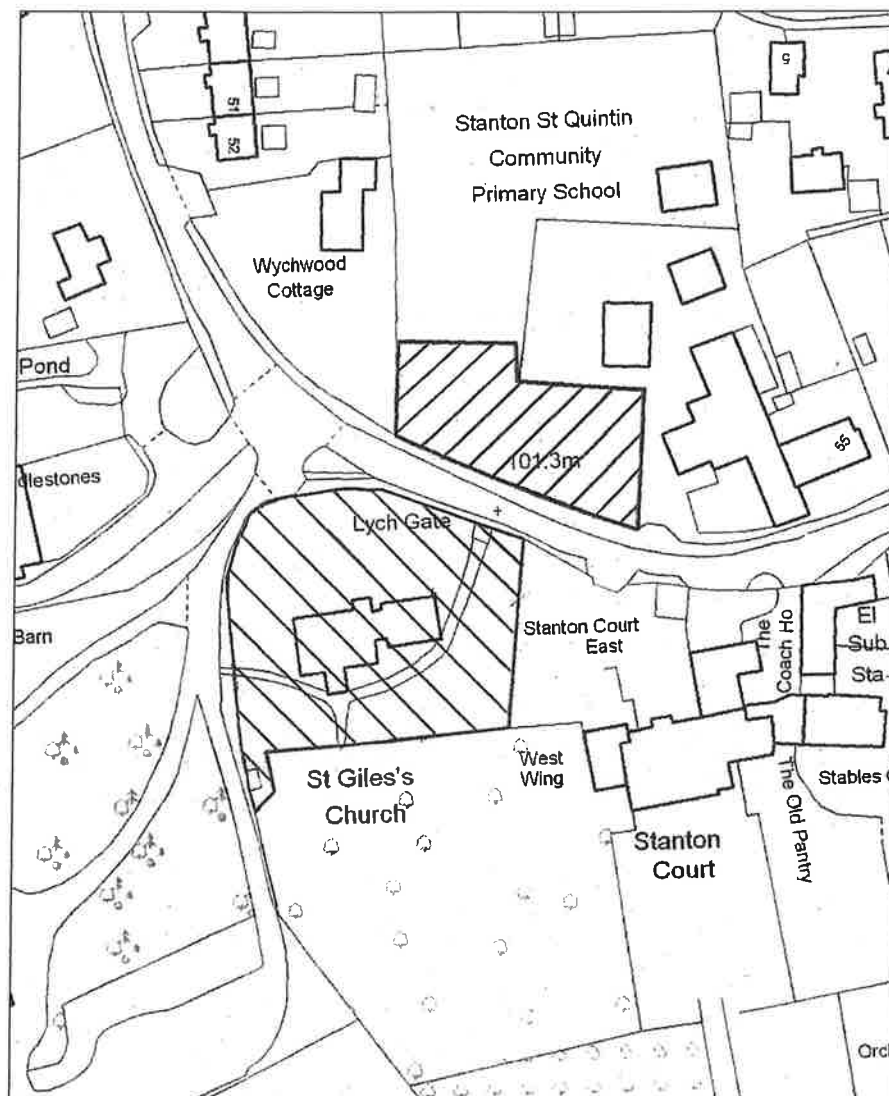 51
52
5
Stanton St Quintin
Community
Primary School
Wychwood
Cottage
Pond
101.3m
55
lestones
Lych Gate
Barn
Stanton Court
East
The
Coach Ho
El
Sub
Sta
West
Wing
St Giles's
Church
The Old Pantry
Stables
Stanton
Court
Orc